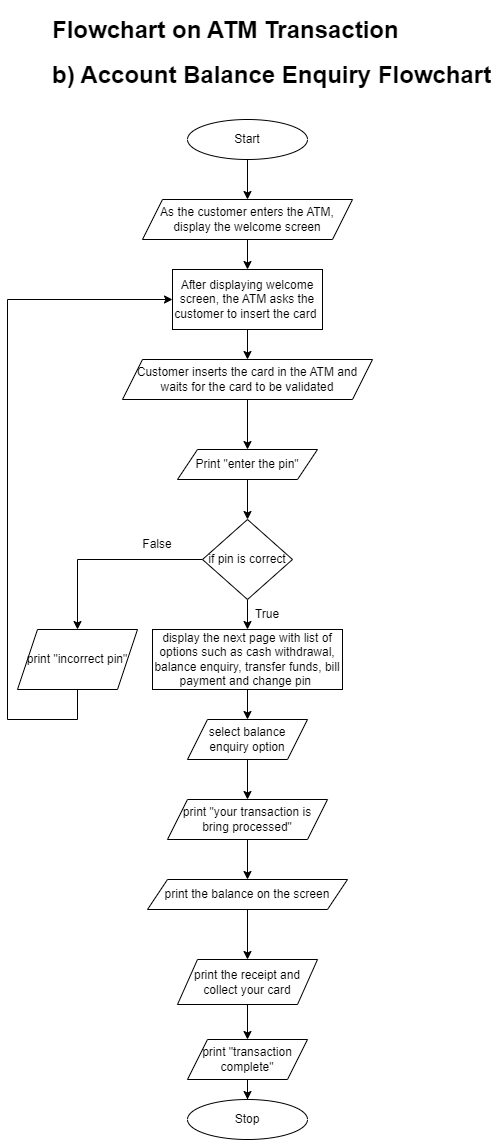 Flowchart on ATM Transaction
b) Account Balance Enquiry Flowchart
Start
As the customer enters the ATM,
display the welcome screen
After displaying welcome
screen, the ATM asks the
customer to insert the card
Customer inserts the card in the ATM and
waits for the card to be validated
Print "enter the pin"
False
if pin is correct
True
print "incorrect pin"
display the next page with list of
options such as cash withdrawal,
balance enquiry, transfer funds, bill
payment and change pin
select balance
enquiry option
print "your transaction is
bring processed"
print the balance on the screen
print the receipt and
collect your card
print "transaction
complete"
Stop